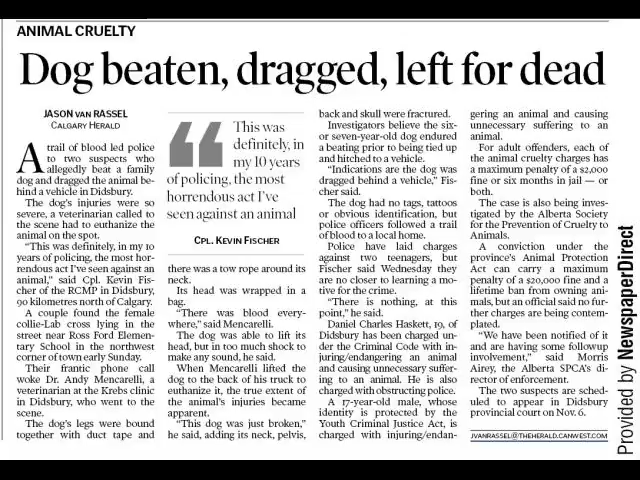 ANIMAL CRUELTY
Dog beaten, dragged, left for dead
JASON VAN RASSEL
CALGARY HERALD
A trail of blood led police
to two suspects who
allegedly beat a family
dog and dragged the animal be-
hind a vehicle in Didsbury.
The dog's injuries were so
severe, a veterinarian called to
the scene had to euthanize the
animal on the spot.
"This was definitely, in my 10
years of policing, the most hor-
rendous act I've seen against an
animal," said Cpl. Kevin Fis-
cher of the RCMP in Didsbury,
90 kilometres north of Calgary.
A couple found the female
collie-Lab cross lying in the
street near Ross Ford Elemen-
tary School in the northwest
corner of town early Sunday.
Their frantic phone call
woke Dr. Andy Mencarelli, a
veterinarian at the Krebs clinic
in Didsbury, who went to the
scene.
The dog's legs were bound
together with duct tape and
“
This was
definitely, in
my 10 years
of policing, the most
horrendous act I've
seen against an animal
CPL. KEVIN FISCHER
there was a tow rope around its
neck.
Its head was wrapped in a
bag.
"There was blood every-
where," said Mencarelli.
The dog was able to lift its
head, but in too much shock to
make any sound, he said.
When Mencarelli lifted the
dog to the back of his truck to
euthanize it, the true extent of
the animal's injuries became
apparent.
"This dog was just broken,"
he said, adding its neck, pelvis,
back and skull were fractured.
Investigators believe the six-
or seven-year-old dog endured
a beating prior to being tied up
and hitched to a vehicle.
"Indications are the dog was
dragged behind a vehicle," Fis-
cher said.
The dog had no tags, tattoos
or obvious identification, but
police officers followed a trail
of blood to a local home.
Police have laid charges
against two teenagers, but
Fischer said Wednesday they
are no closer to learning a mo-
tive for the crime.
"There is nothing, at this
point," he said.
Daniel Charles Haskett, 19, of
Didsbury has been charged un-
der the Criminal Code with in-
juring/endangering an animal
and causing unnecessary suffer-
ing to an animal. He is also
charged with obstructing police.
A 17-year-old male, whose
identity is protected by the
Youth Criminal Justice Act, is
charged with injuring/endan-
gering an animal and causing
unnecessary suffering to an
animal.
For adult offenders, each of
the animal cruelty charges has
a maximum penalty of a $2,000
fine or six months in jail — or
both.
The case is also being inves-
tigated by the Alberta Society
for the Prevention of Cruelty to
Animals.
A conviction under the
province's Animal Protection
Act can carry a maximum
penalty of a $20,000 fine and a
lifetime ban from owning ani-
mals, but an official said no fur-
ther charges are being contem-
plated.
"We have been notified of it
and are having some followup
involvement," said Morris
Airey, the Alberta SPCA's di-
rector of enforcement.
The two suspects are sched-
uled to appear in Didsbury
provincial court on Nov. 6.
JVANRASSEL@THEHERALD.CANWEST.COM
Provided by NewspaperDirect